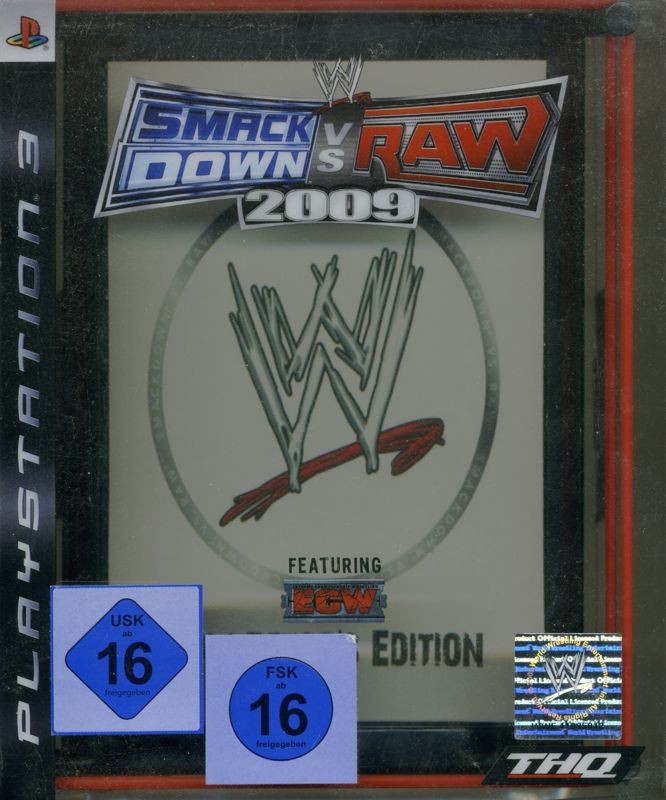 PLAYSTATION 3
W
SMACK
DOWN
VS
RAW
2009
W
FEATURING
ECW
EDITION
USK
ab
16
freigegeben
FSK
ab
16
freigegeben
THQ